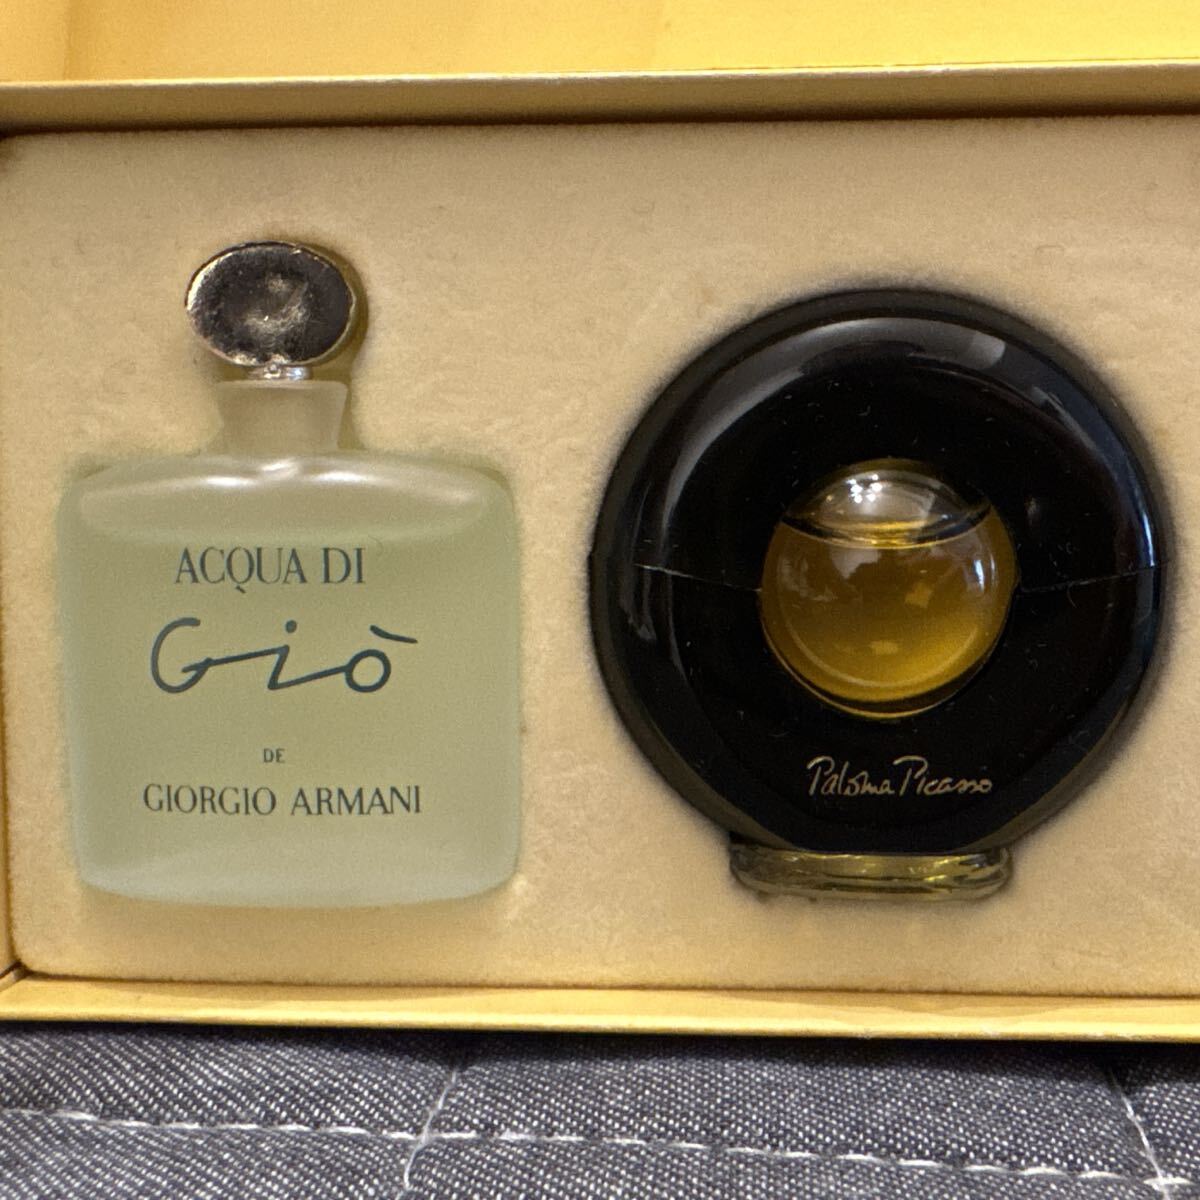 ACQUA DI
Giò
DE
GIORGIO ARMANI
Paloma Picasso